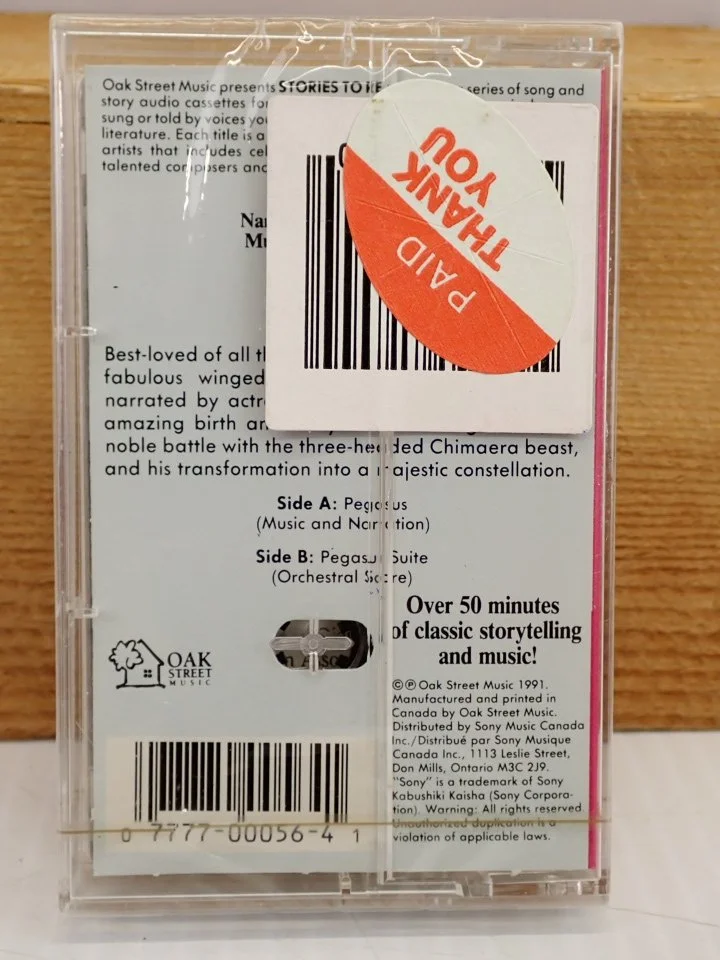 Oak Street Music presents STORIES TO RE series of song and
story audio cassettes for
sung or told by voices yo
literature. Each title is a
artists that includes cel
talented composers and
PAID
THANK
YOU
Best-loved of all
fabulous winged
narrated by
amazing birth
noble battle with the three-headed Chimaera beast,
and his transformation into a majestic constellation.
Side A: Pegasus
(Music and Narration)
Side B: Pegasus Suite
(Orchestral Score)
Over 50 minutes
of classic storytelling
and music!
OAK
STREET
MUSIC
©℗ Oak Street Music 1991.
Manufactured and printed in
Canada by Oak Street Music.
Distributed by Sony Music Canada
Inc./Distribué par Sony Musique
Canada Inc., 1113 Leslie Street,
Don Mills, Ontario M3C 2J9.
"Sony" is a trademark of Sony
Kabushiki Kaisha (Sony Corpora-
tion). Warning: All rights reserved.
Unauthorized duplication is a
violation of applicable laws.
0 7777-00056-4 1